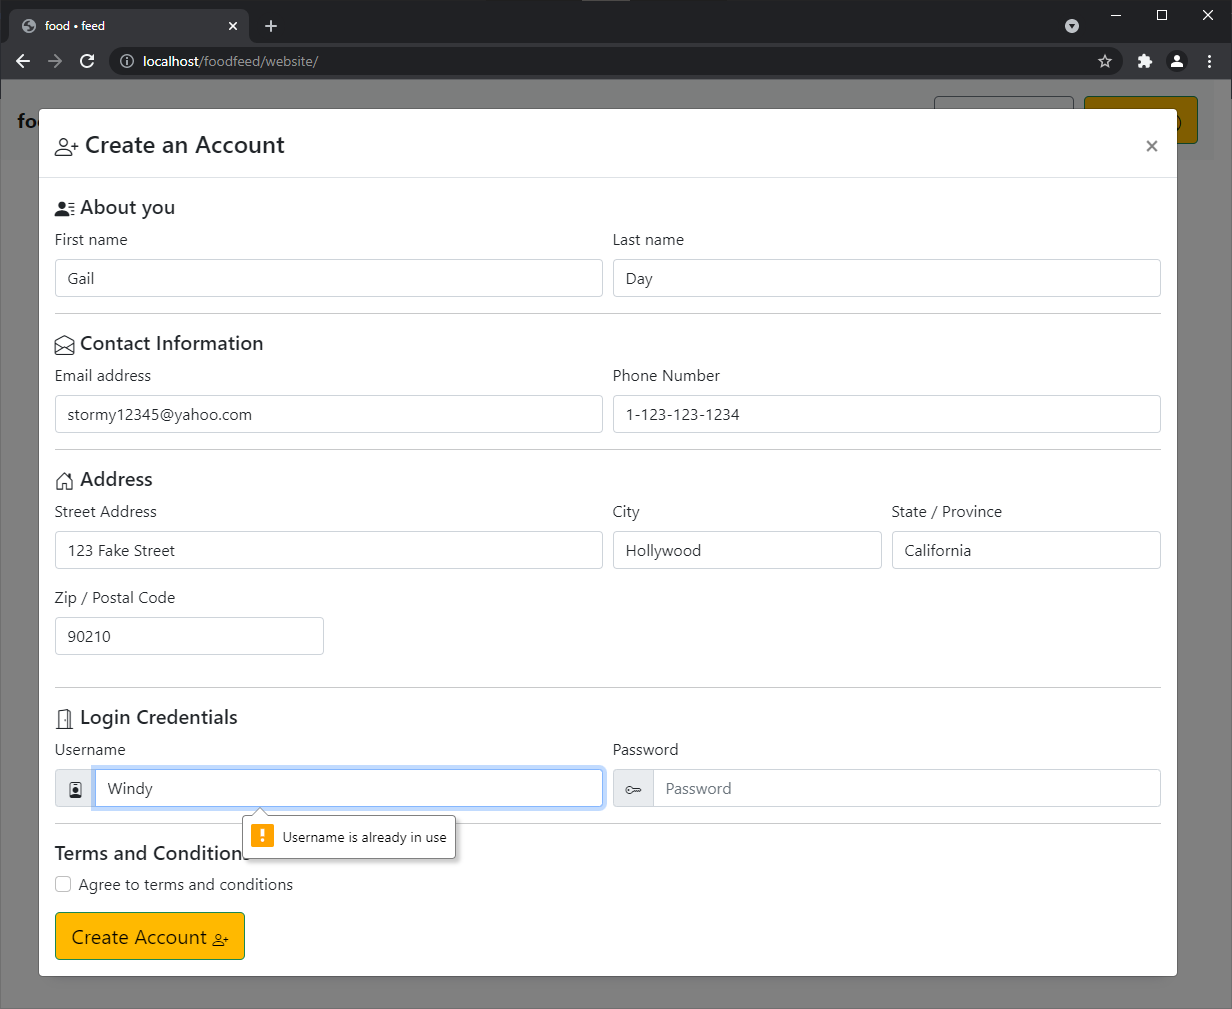 food • feed
localhost/foodfeed/website/
Create an Account
×
About you
First name
Last name
Gail
Day
Contact Information
Email address
Phone Number
stormy12345@yahoo.com
1-123-123-1234
Address
Street Address
City
State / Province
123 Fake Street
Hollywood
California
Zip / Postal Code
90210
Login Credentials
Username
Password
Windy
Password
Username is already in use
Terms and Conditions
Agree to terms and conditions
Create Account